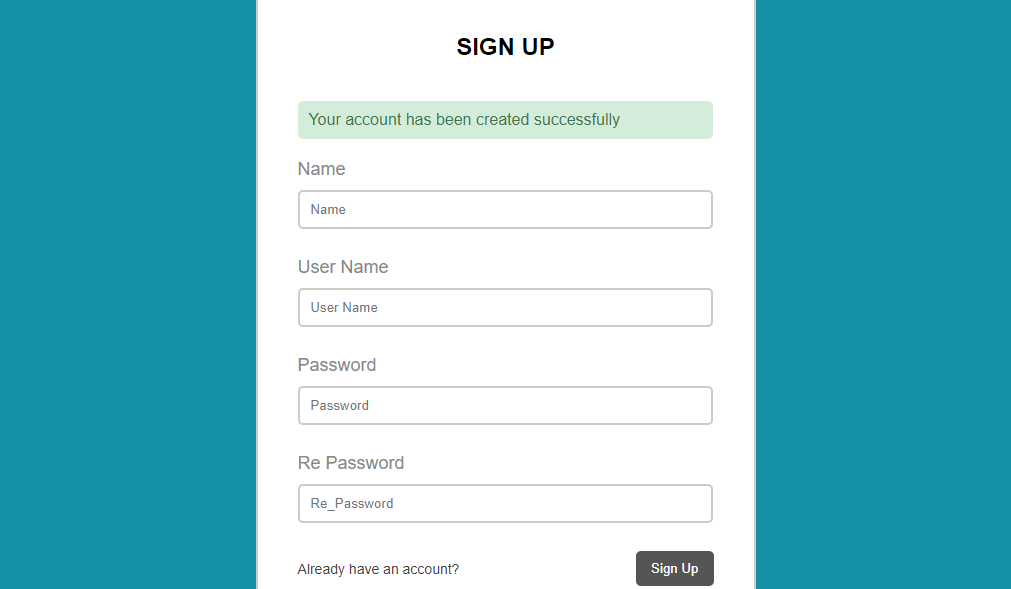 SIGN UP
Your account has been created successfully
Name
Name
User Name
User Name
Password
Password
Re Password
Re_Password
Already have an account? Sign Up